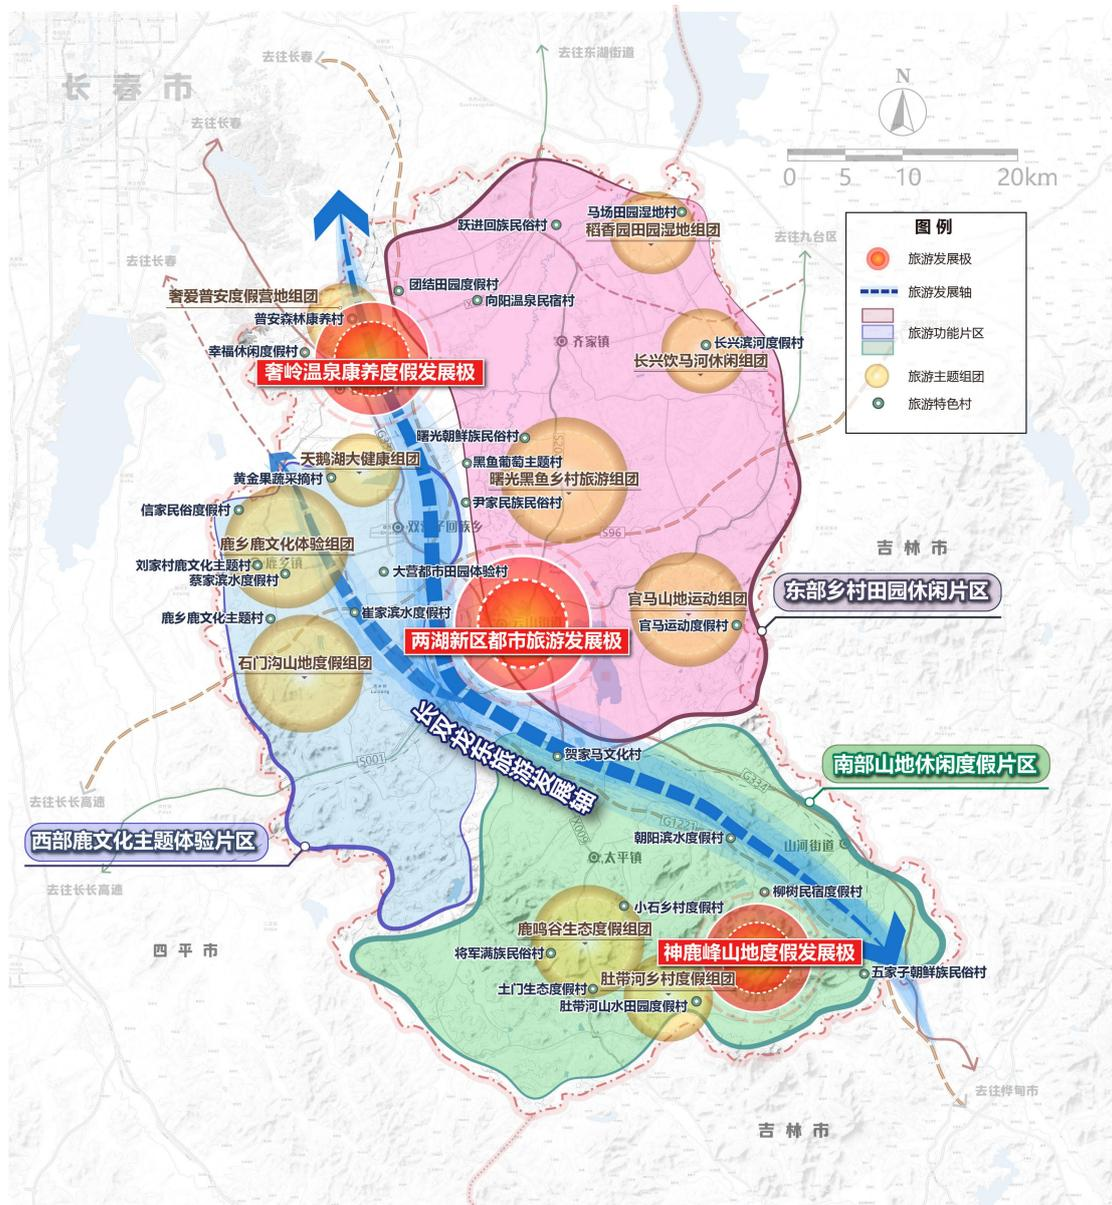 去往东湖街道
去往长春
长春市
N
去往长春
0 5 10 20km
图例
旅游发展极
旅游发展轴
旅游功能片区
旅游主题组团
旅游特色村
马场田园湿地村
跃进回族民俗村
稻香园田园湿地组团
去往九台区
去往长春
团结田园度假村
奢爱普安度假营地组团
向阳温泉民宿村
普安森林康养村
齐家镇
长兴滨河度假村
幸福休闲度假村
长兴饮马河休闲组团
奢岭温泉康养度假发展极
曙光朝鲜族民俗村
天鹅湖大健康组团
黑鱼葡萄主题村
黄金果蔬采摘村
曙光黑鱼乡村旅游组团
尹家民族民俗村
信家民俗度假村
S96
鹿乡鹿文化体验组团
吉林市
刘家村鹿文化主题村
大营都市田园体验村
蔡家滨水度假村
东部乡村田园休闲片区
官马山地运动组团
崔家滨水度假村
鹿乡鹿文化主题村
官马运动度假村
两湖新区都市旅游发展极
石门沟山地度假组团
长双龙东旅游发展轴
贺家马文化村
S001
南部山地休闲度假片区
G334
去往长长高速
G1221
朝阳滨水度假村
西部鹿文化主题体验片区
山河街道
X009
太平镇
去往长长高速
柳树民宿度假村
小石乡村度假村
鹿鸣谷生态度假组团
四平市
将军满族民俗村
神鹿峰山地度假发展极
五家子朝鲜族民俗村
肚带河乡村度假组团
土门生态度假村
肚带河山水田园度假村
去往桦甸市
吉林市